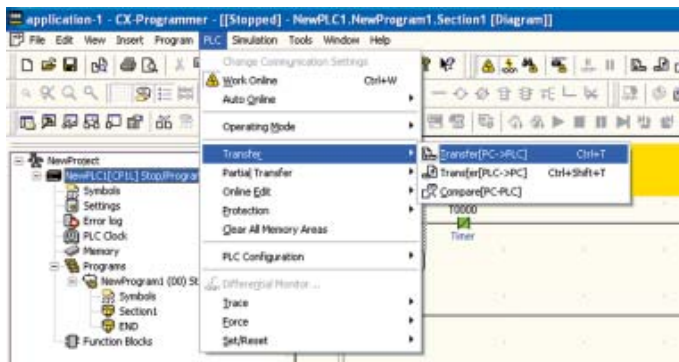 application-1 - CX-Programmer - [[Stopped] - NewPLC1.NewProgram1.Section1 [Diagram]]
File Edit View Insert Program PLC Simulation Tools Window Help
Change Communication Settings
Work Online Ctrl+W
Auto Online
Operating Mode
Transfer
Transfer[PC->PLC] Ctrl+T
Partial Transfer
Transfer[PLC->PC] Ctrl+Shift+T
Online Edit
Compare[PC-PLC]
Protection
Clear All Memory Areas
PLC Configuration
Differential Monitor ...
Trace
Force
Set/Reset
NewProject
NewPLC1[CP1L] Stop/Program
Symbols
Settings
Error log
PLC Clock
Memory
Programs
NewProgram1 (00) St
Symbols
Section1
END
Function Blocks
T0000
Timer